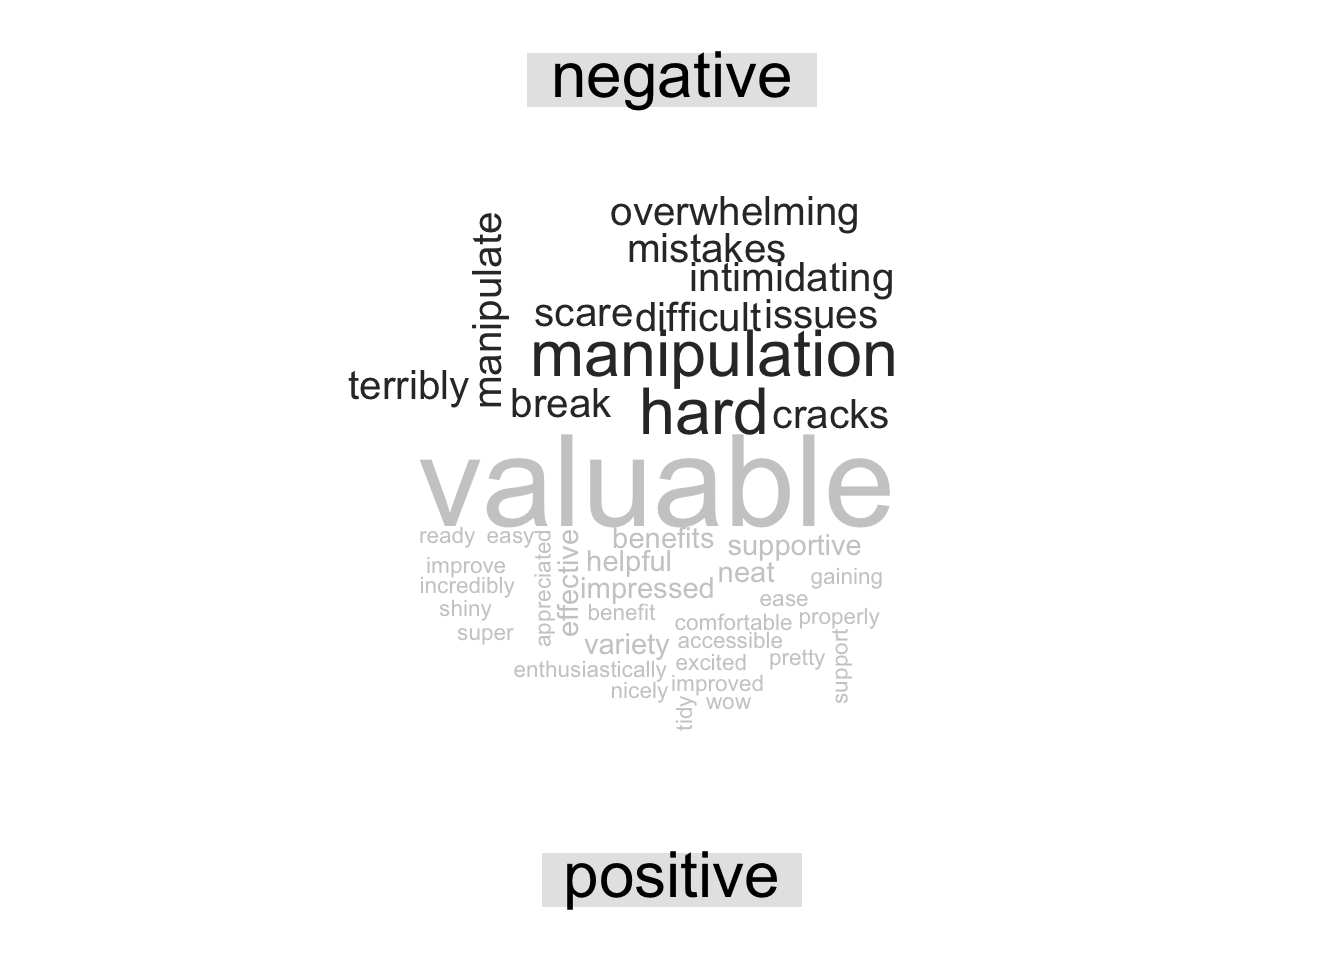 negative
overwhelming
manipulate
mistakes
intimidating
scare difficult issues
manipulation
terribly
break hard cracks
valuable
ready easy appreciated effective benefits supportive
improve helpful neat gaining
incredibly impressed
shiny benefit ease
super comfortable properly
variety accessible
enthusiastically excited pretty support
nicely improved
tidy wow
positive